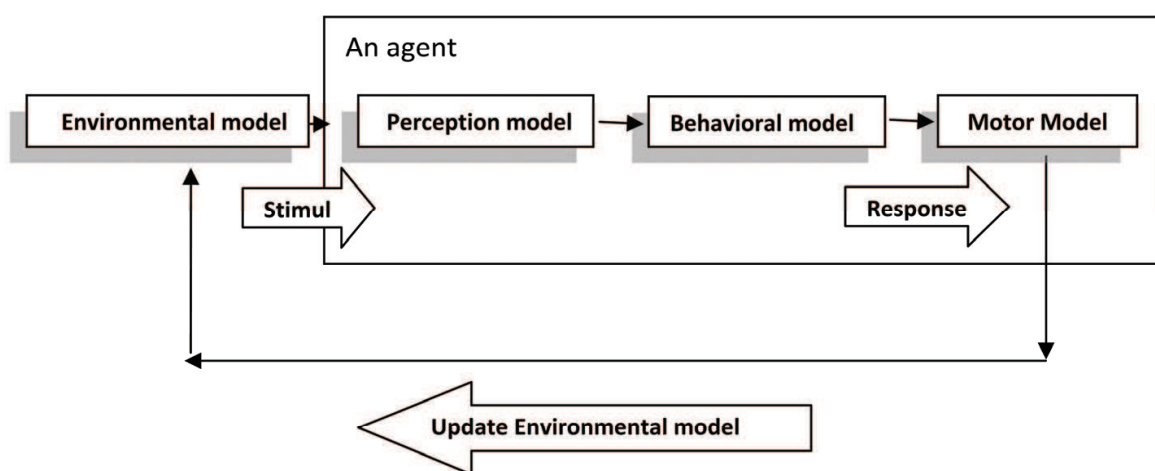 An agent
Environmental model
Perception model
Behavioral model
Motor Model
Stimul
Response
Update Environmental model